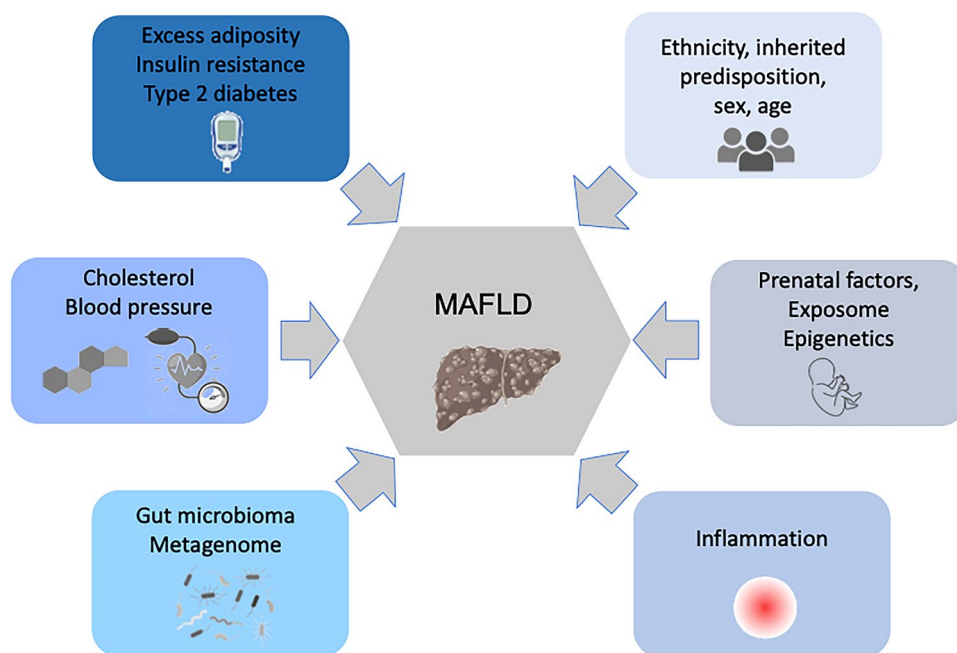 Excess adiposity
Insulin resistance
Type 2 diabetes
Ethnicity, inherited
predisposition,
sex, age
Cholesterol
Blood pressure
MAFLD
Prenatal factors,
Exposome
Epigenetics
Gut microbioma
Metagenome
Inflammation